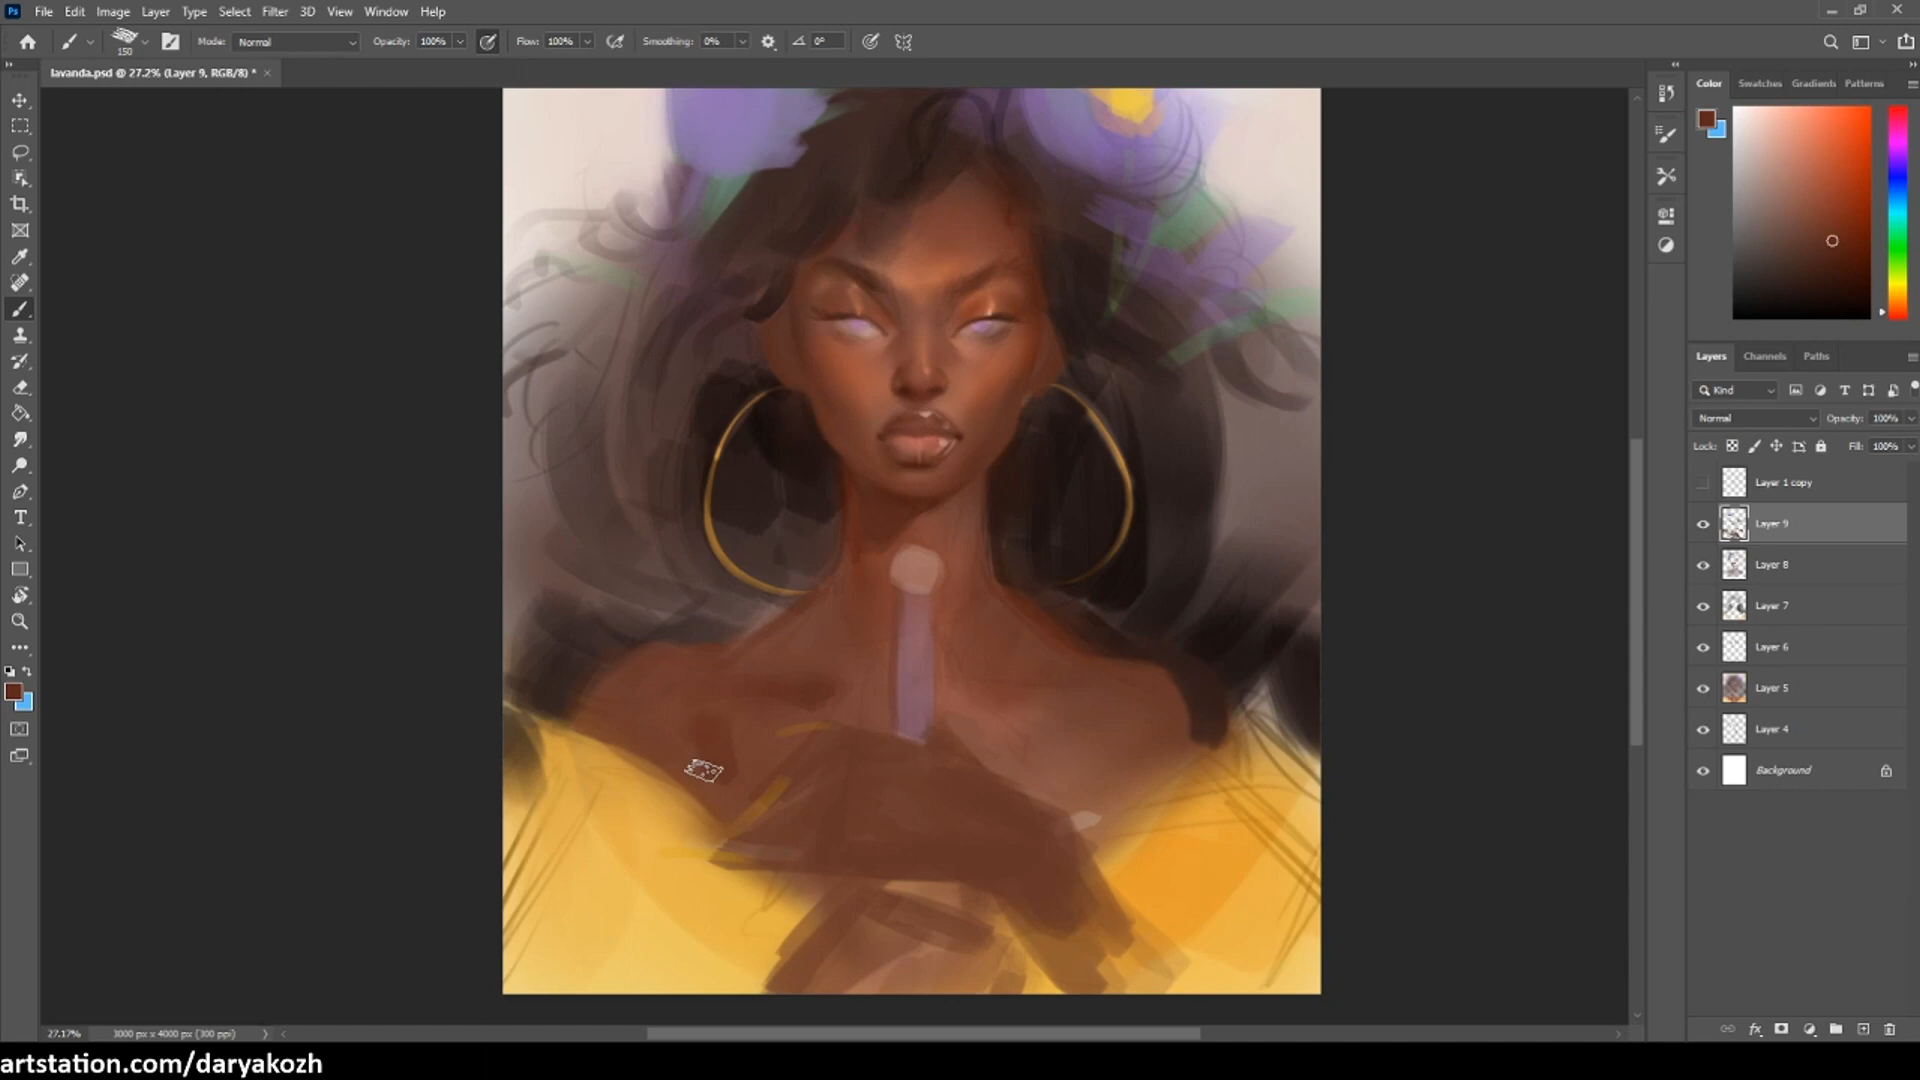 Ps File Edit Image Layer Type Select Filter 3D View Window Help
150 Mode: Normal Opacity: 100% Flow: 100% Smoothing: 0% 0°
lavanda.psd @ 27.2% (Layer 9, RGB/8) * ×
Color Swatches Gradients Patterns
Layers Channels Paths
Kind
Normal Opacity: 100%
Lock: Fill: 100%
Layer 1 copy
Layer 9
Layer 8
Layer 7
Layer 6
Layer 5
Layer 4
Background
27.17% 3000 px x 4000 px (300 ppi)
artstation.com/daryakozh